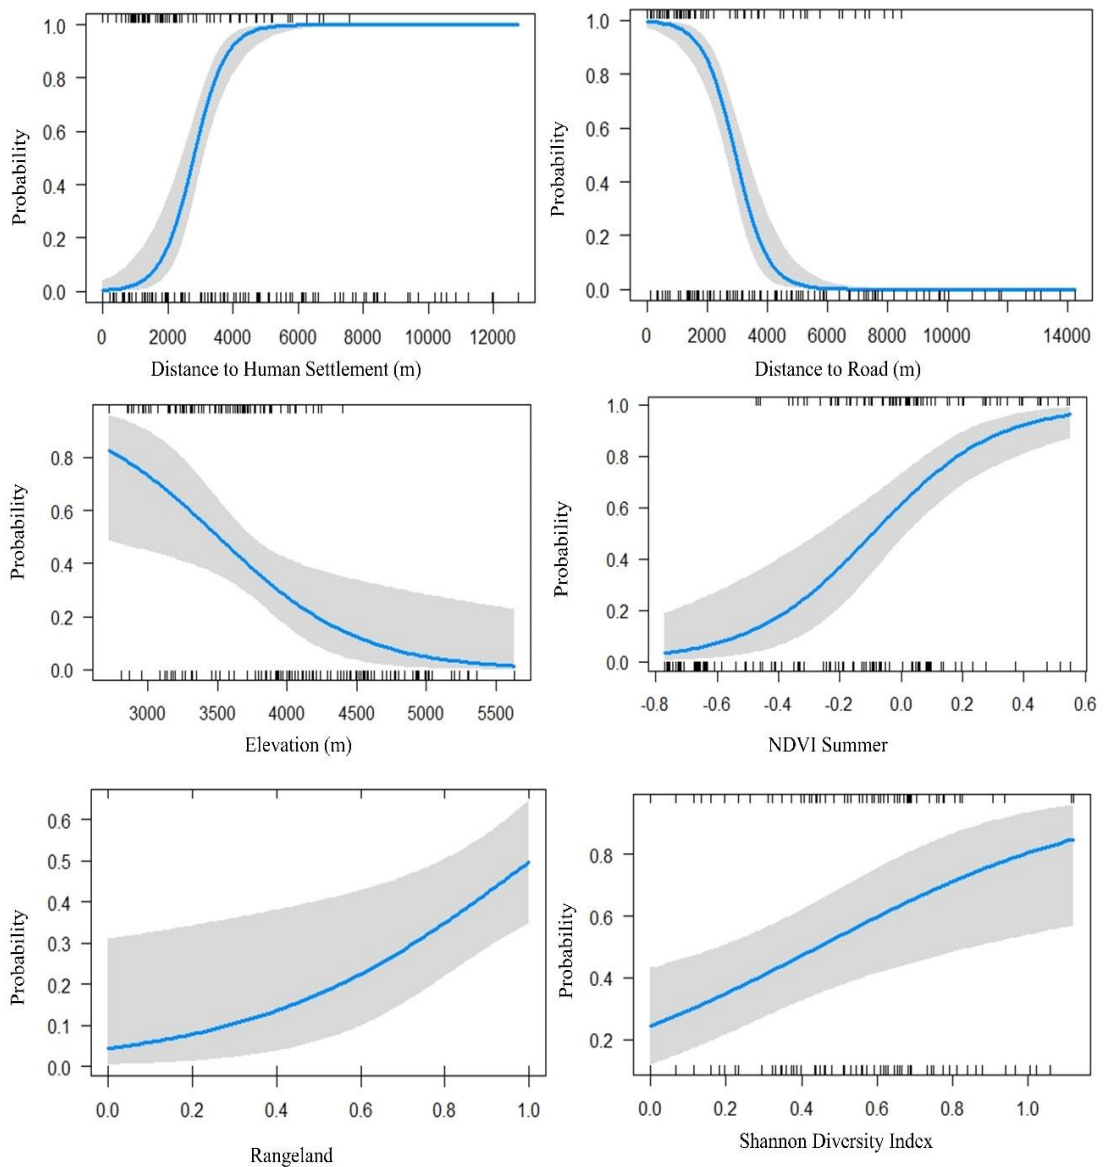 Probability
1.0
0.8
0.6
0.4
0.2
0.0
0 2000 4000 6000 8000 10000 12000
Distance to Human Settlement (m)
Probability
1.0
0.8
0.6
0.4
0.2
0.0
0 2000 4000 6000 8000 10000 14000
Distance to Road (m)
Probability
0.8
0.6
0.4
0.2
0.0
3000 3500 4000 4500 5000 5500
Elevation (m)
Probability
1.0
0.8
0.6
0.4
0.2
0.0
-0.8 -0.6 -0.4 -0.2 0.0 0.2 0.4 0.6
NDVI Summer
Probability
0.6
0.5
0.4
0.3
0.2
0.1
0.0
0.0 0.2 0.4 0.6 0.8 1.0
Rangeland
Probability
0.8
0.6
0.4
0.2
0.0 0.2 0.4 0.6 0.8 1.0
Shannon Diversity Index